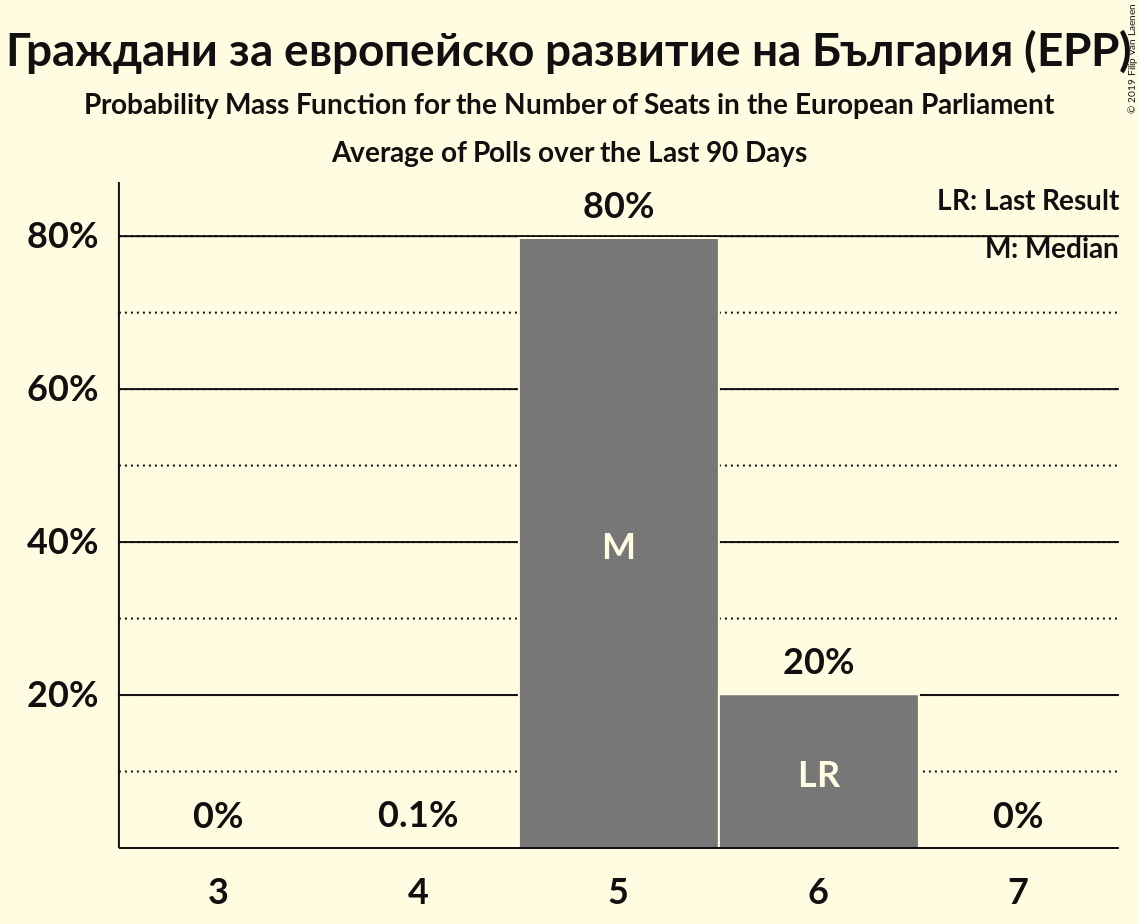 Граждани за европейско развитие на България (EPP)
Probability Mass Function for the Number of Seats in the European Parliament
Average of Polls over the Last 90 Days
© 2019 Filip van Laenen
LR: Last Result
M: Median
80%
60%
40%
20%
0%
0.1%
80%
20%
0%
M
LR
3 4 5 6 7